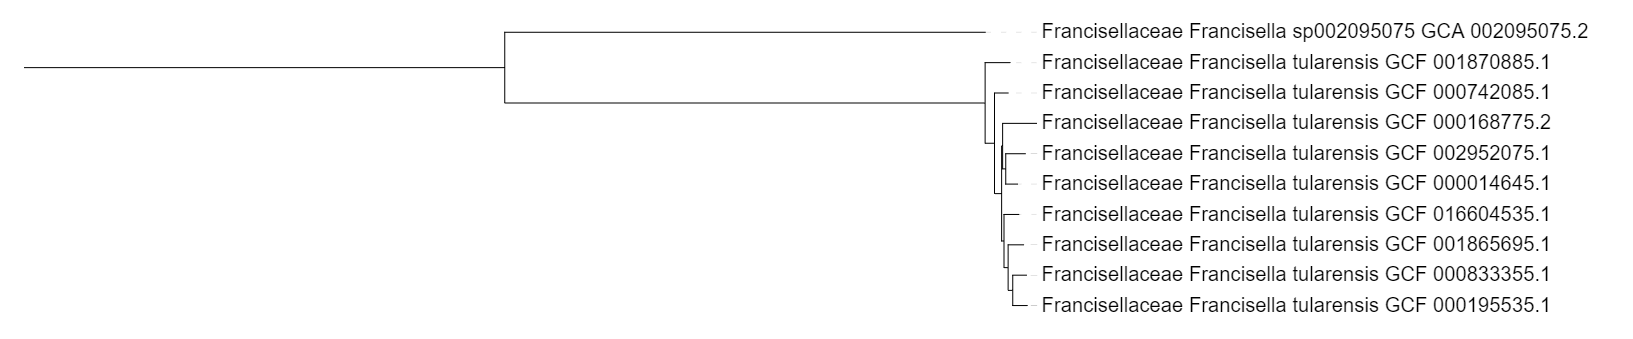 Francisellaceae Francisella sp002095075 GCA 002095075.2
Francisellaceae Francisella tularensis GCF 001870885.1
Francisellaceae Francisella tularensis GCF 000742085.1
Francisellaceae Francisella tularensis GCF 000168775.2
Francisellaceae Francisella tularensis GCF 002952075.1
Francisellaceae Francisella tularensis GCF 000014645.1
Francisellaceae Francisella tularensis GCF 016604535.1
Francisellaceae Francisella tularensis GCF 001865695.1
Francisellaceae Francisella tularensis GCF 000833355.1
Francisellaceae Francisella tularensis GCF 000195535.1